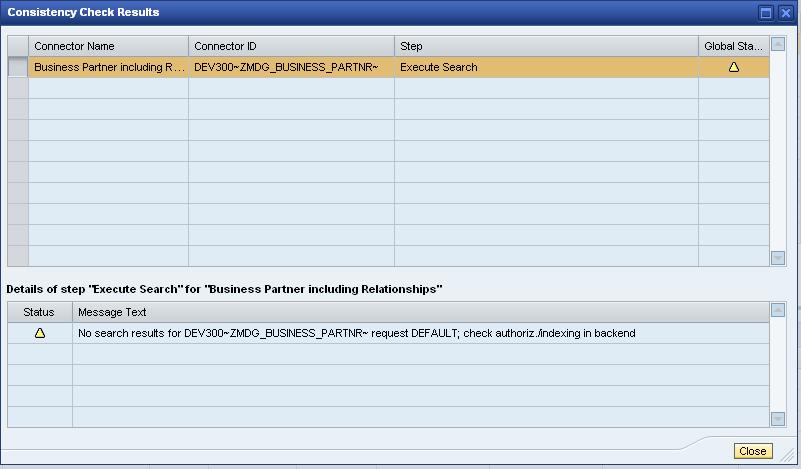 Consistency Check Results
Connector Name Connector ID Step Global Sta...
Business Partner including R... DEV300~ZMDG_BUSINESS_PARTNR~ Execute Search
Details of step "Execute Search" for "Business Partner including Relationships"
Status Message Text
No search results for DEV300~ZMDG_BUSINESS_PARTNR~ request DEFAULT; check authoriz./indexing in backend
Close